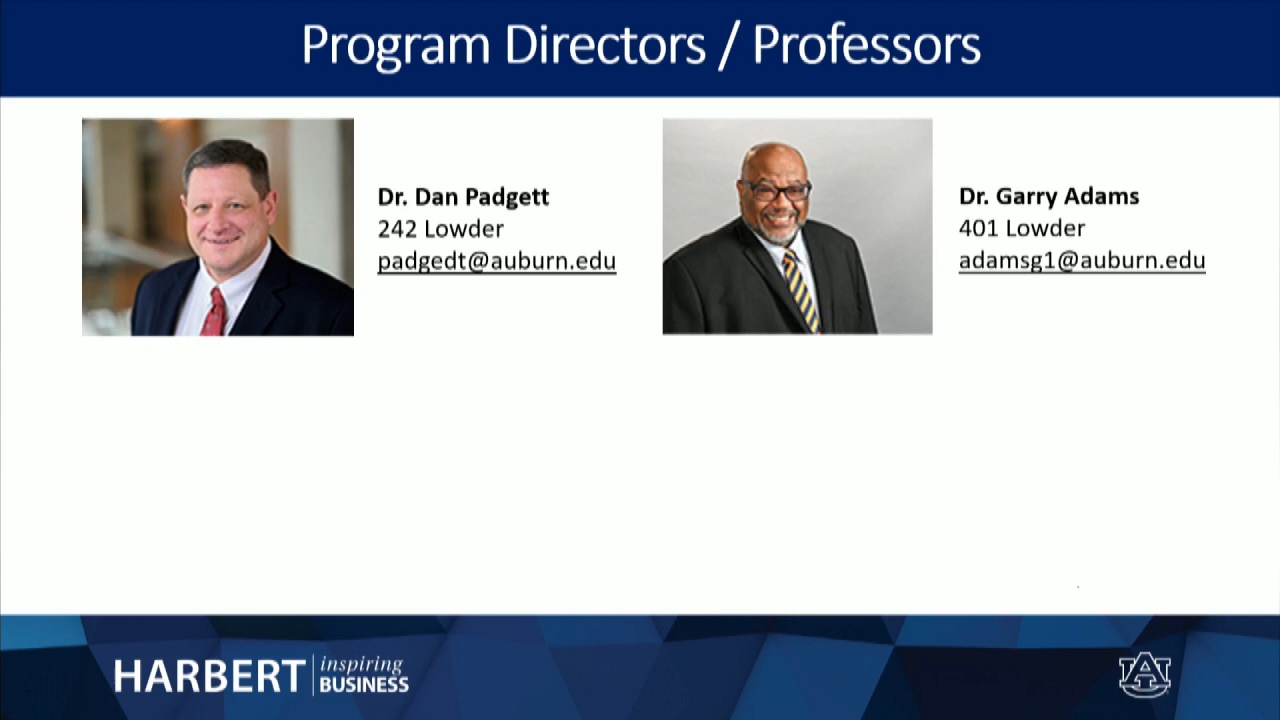 Program Directors / Professors
Dr. Dan Padgett
242 Lowder
padgedt@auburn.edu
Dr. Garry Adams
401 Lowder
adamsg1@auburn.edu
HARBERT inspiring
BUSINESS
AU